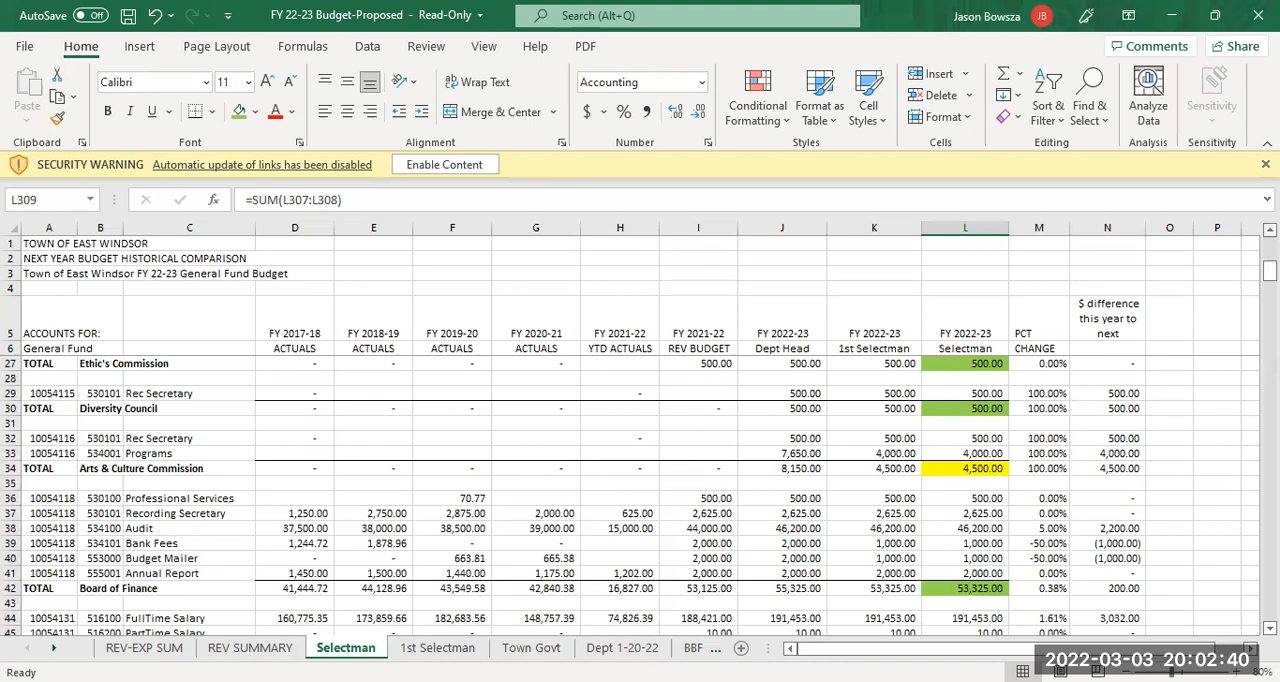 AutoSave Off FY 22-23 Budget-Proposed - Read-Only Search (Alt+Q) Jason Bowsza JB
File Home Insert Page Layout Formulas Data Review View Help PDF Comments Share
Paste Calibri 11 Wrap Text Accounting Conditional Formatting Format as Table Cell Styles Insert Sort & Filter Find & Select Analyze Data Sensitivity
B I U Merge & Center $ % Delete
Format
Clipboard Font Alignment Number Styles Cells Editing Analysis Sensitivity
SECURITY WARNING Automatic update of links has been disabled Enable Content
L309 fx =SUM(L307:L308)
A B C D E F G H I J K L M N O P
1 TOWN OF EAST WINDSOR
2 NEXT YEAR BUDGET HISTORICAL COMPARISON
3 Town of East Windsor FY 22-23 General Fund Budget
4
$ difference
this year to
5 ACCOUNTS FOR: FY 2017-18 FY 2018-19 FY 2019-20 FY 2020-21 FY 2021-22 FY 2021-22 FY 2022-23 FY 2022-23 FY 2022-23 PCT next
6 General Fund ACTUALS ACTUALS ACTUALS ACTUALS YTD ACTUALS REV BUDGET Dept Head 1st Selectman Selectman CHANGE
27 TOTAL Ethic's Commission - - - - - 500.00 500.00 500.00 500.00 0.00% -
28
29 10054115 530101 Rec Secretary - - 500.00 500.00 500.00 100.00% 500.00
30 TOTAL Diversity Council - - - - - - 500.00 500.00 500.00 100.00% 500.00
31
32 10054116 530101 Rec Secretary - - 500.00 500.00 500.00 100.00% 500.00
33 10054116 534001 Programs 7,650.00 4,000.00 4,000.00 100.00% 4,000.00
34 TOTAL Arts & Culture Commission - - - - - - 8,150.00 4,500.00 4,500.00 100.00% 4,500.00
35
36 10054118 530100 Professional Services 70.77 500.00 500.00 500.00 500.00 0.00% -
37 10054118 530101 Recording Secretary 1,250.00 2,750.00 2,875.00 2,000.00 625.00 2,625.00 2,625.00 2,625.00 2,625.00 0.00% -
38 10054118 534100 Audit 37,500.00 38,000.00 38,500.00 39,000.00 15,000.00 44,000.00 46,200.00 46,200.00 46,200.00 5.00% 2,200.00
39 10054118 534101 Bank Fees 1,244.72 1,878.96 - - 2,000.00 2,000.00 1,000.00 1,000.00 -50.00% (1,000.00)
40 10054118 553000 Budget Mailer - - 663.81 665.38 2,000.00 2,000.00 1,000.00 1,000.00 -50.00% (1,000.00)
41 10054118 555001 Annual Report 1,450.00 1,500.00 1,440.00 1,175.00 1,202.00 2,000.00 2,000.00 2,000.00 2,000.00 0.00% -
42 TOTAL Board of Finance 41,444.72 44,128.96 43,549.58 42,840.38 16,827.00 53,125.00 55,325.00 53,325.00 53,325.00 0.38% 200.00
43
44 10054131 516100 FullTime Salary 160,775.35 173,859.66 182,683.56 148,757.39 74,826.39 188,421.00 191,453.00 191,453.00 191,453.00 1.61% 3,032.00
45 10054131 516200 PartTime Salary - - - - 10.00 10.00 10.00 10.00 0.00% -
REV-EXP SUM REV SUMMARY Selectman 1st Selectman Town Govt Dept 1-20-22 BBF ...
Ready 2022-03-03 20:02:40 80%